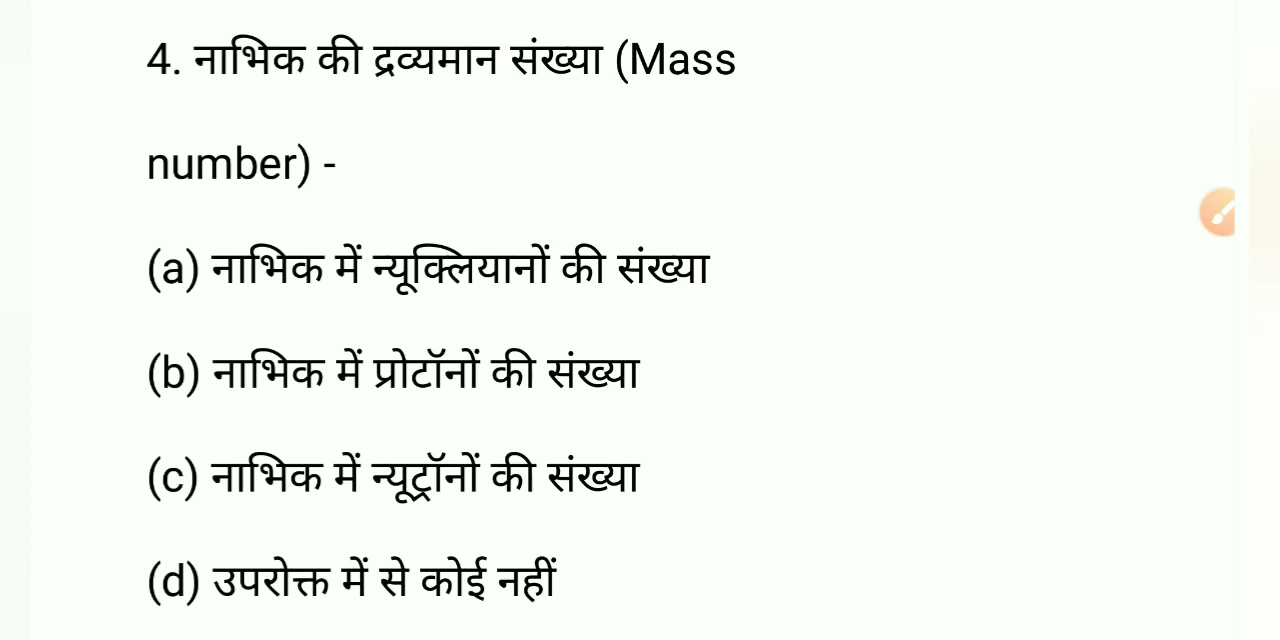 4. नाभिक की द्रव्यमान संख्या (Mass
number) -
(a) नाभिक में न्यूक्लियानों की संख्या
(b) नाभिक में प्रोटॉनों की संख्या
(c) नाभिक में न्यूट्रॉनों की संख्या
(d) उपरोक्त में से कोई नहीं